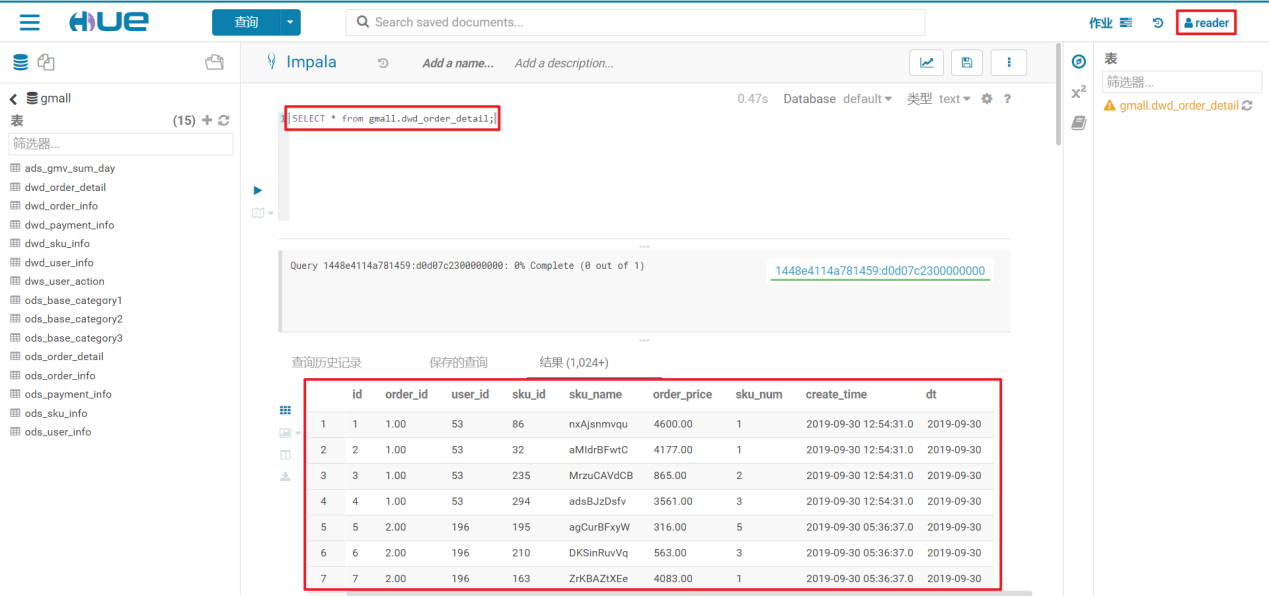 HUE 查询 Search saved documents... 作业 reader
Impala Add a name... Add a description...
表
筛选器...
gmall.dwd_order_detail
gmall
表 (15)
筛选器...
ads_gmv_sum_day
dwd_order_detail
dwd_order_info
dwd_payment_info
dwd_sku_info
dwd_user_info
dws_user_action
ods_base_category1
ods_base_category2
ods_base_category3
ods_order_detail
ods_order_info
ods_payment_info
ods_sku_info
ods_user_info
0.47s Database default 类型 text ?
x²
1 SELECT * from gmall.dwd_order_detail;
Query 1448e4114a781459:d0d07c2300000000: 0% Complete (0 out of 1)
1448e4114a781459:d0d07c2300000000
查询历史记录 保存的查询 结果 (1,024+)
id order_id user_id sku_id sku_name order_price sku_num create_time dt
1 1 1.00 53 86 nxAjsnmvqu 4600.00 1 2019-09-30 12:54:31.0 2019-09-30
2 2 1.00 53 32 aMIdrBFwtC 4177.00 1 2019-09-30 12:54:31.0 2019-09-30
3 3 1.00 53 235 MrzuCAVdCB 865.00 2 2019-09-30 12:54:31.0 2019-09-30
4 4 1.00 53 294 adsBJzDsfv 3561.00 3 2019-09-30 12:54:31.0 2019-09-30
5 5 2.00 196 195 agCurBFxyW 316.00 5 2019-09-30 05:36:37.0 2019-09-30
6 6 2.00 196 210 DKSinRuvVq 563.00 3 2019-09-30 05:36:37.0 2019-09-30
7 7 2.00 196 163 ZrKBAZtXEe 4083.00 1 2019-09-30 05:36:37.0 2019-09-30